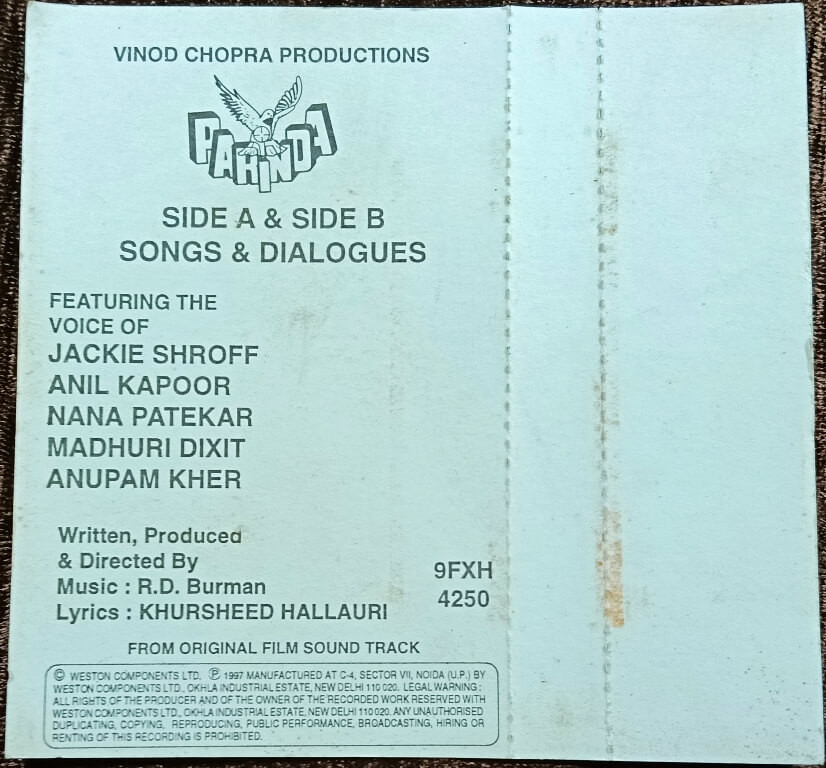 VINOD CHOPRA PRODUCTIONS
PARINDA
SIDE A & SIDE B
SONGS & DIALOGUES
FEATURING THE
VOICE OF
JACKIE SHROFF
ANIL KAPOOR
NANA PATEKAR
MADHURI DIXIT
ANUPAM KHER
Written, Produced
& Directed By
Music : R.D. Burman
Lyrics : KHURSHEED HALLAURI
9FXH
4250
FROM ORIGINAL FILM SOUND TRACK
© WESTON COMPONENTS LTD. ℗ 1997 MANUFACTURED AT C-4, SECTOR VII, NOIDA (U.P.) BY
WESTON COMPONENTS LTD., OKHLA INDUSTRIAL ESTATE, NEW DELHI 110 020. LEGAL WARNING :
ALL RIGHTS OF THE PRODUCER AND OF THE OWNER OF THE RECORDED WORK RESERVED WITH
WESTON COMPONENTS LTD., OKHLA INDUSTRIAL ESTATE, NEW DELHI 110 020. ANY UNAUTHORISED
DUPLICATING, COPYING, REPRODUCING, PUBLIC PERFORMANCE, BROADCASTING, HIRING OR
RENTING OF THIS RECORDING IS PROHIBITED.